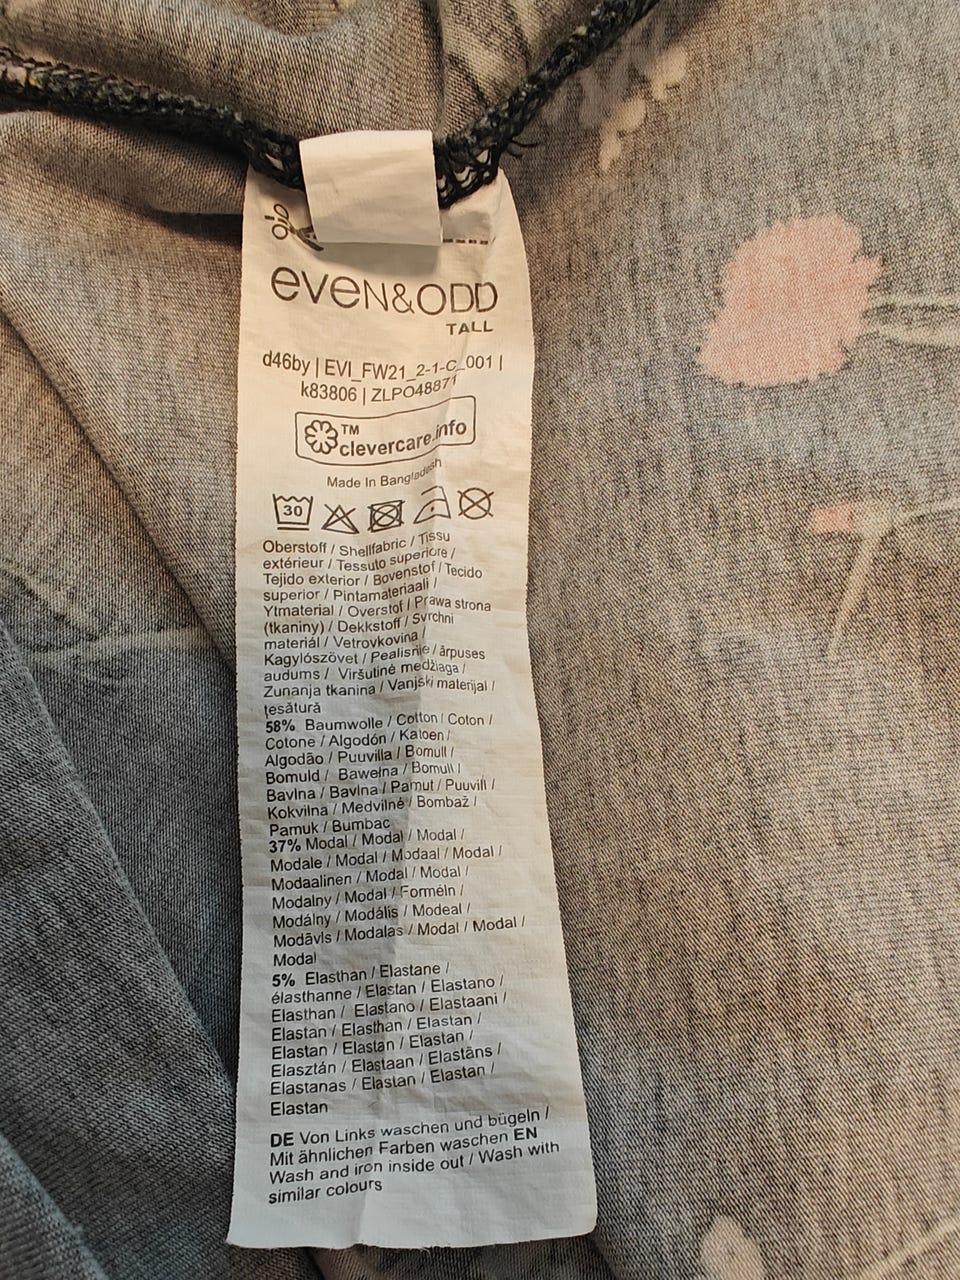 eVeN&ODD
TALL
d46by | EVI_FW21_2-1-C_001 |
k83806 | ZLPO48871
TM
clevercare.info
Made In Bangladesh
30
Oberstoff / Shellfabric / Tissu
extérieur / Tessuto superiore /
Tejido exterior / Bovenstof / Tecido
superior / Pintamateriaali /
Ytmaterial / Overstof / Prawa strona
(tkaniny) / Dekkstoff / Svrchni
materiál / Vetrovkovina /
Kagylószövet / Pealisriie / ārpuses
audums / Viršutinė medžiaga /
Zunanja tkanina / Vanjski materijal /
ţesătură
58% Baumwolle / Cotton / Coton /
Cotone / Algodón / Katoen /
Algodão / Puuvilla / Bomull /
Bomuld / Bawełna / Bomull /
Bavlna / Bavlna / Pamut / Puuvill /
Kokvilna / Medvilnė / Bombaž /
Pamuk / Bumbac
37% Modal / Modal / Modal /
Modale / Modal / Modaal / Modal /
Modaalinen / Modal / Modal /
Modalny / Modal / Formeln /
Modálny / Modális / Modeal /
Modāvls / Modalas / Modal / Modal /
Modal
5% Elasthan / Elastane /
élasthanne / Elastan / Elastano /
Elasthan / Elastano / Elastaani /
Elastan / Elasthan / Elastan /
Elastan / Elastan / Elastan /
Elasztán / Elastaan / Elastāns /
Elastanas / Elastan / Elastan /
Elastan
DE Von Links waschen und bügeln /
Mit ähnlichen Farben waschen EN
Wash and iron inside out / Wash with
similar colours